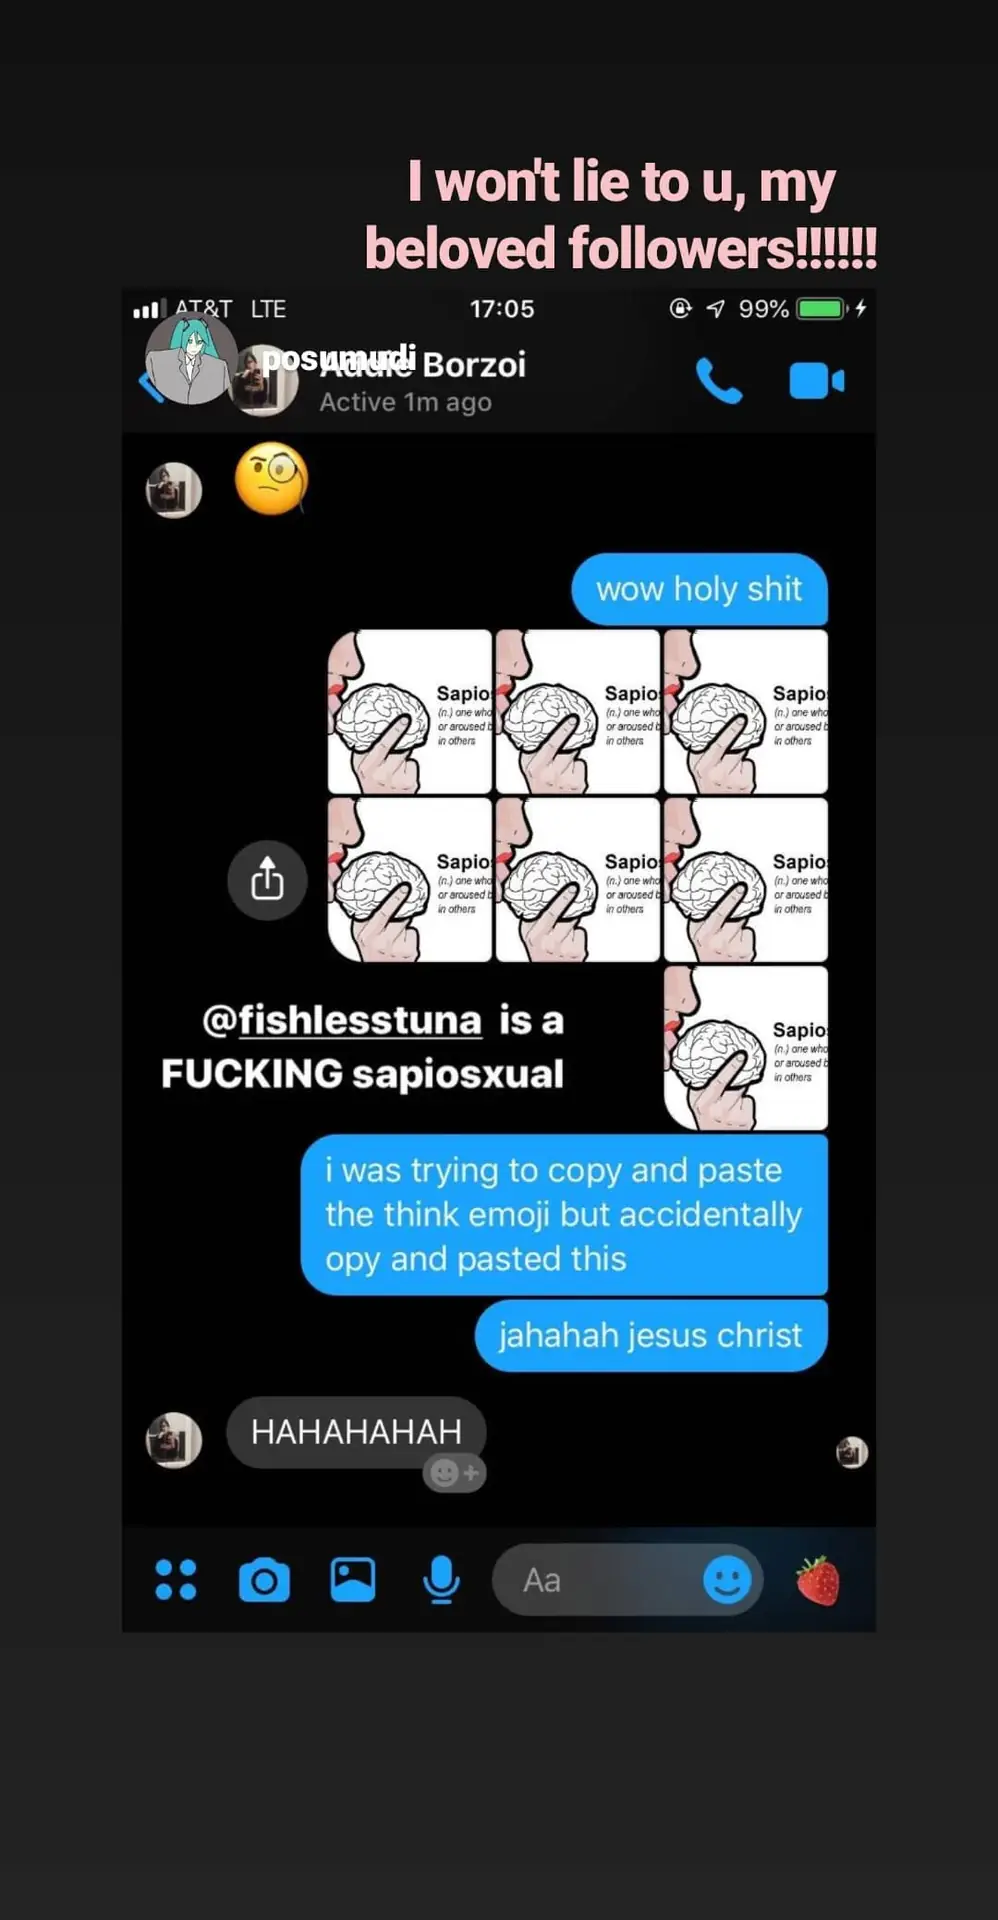 I won't lie to u, my
beloved followers!!!!!!
AT&T LTE 17:05 99%
posumudi
Borzoi
Active 1m ago
wow holy shit
Sapios Sapio Sapio
(n.) one who (n.) one who (n.) one who
or aroused b or aroused b or aroused b
in others in others in others
Sapios Sapio Sapio
(n.) one who (n.) one who (n.) one who
or aroused b or aroused b or aroused b
in others in others in others
Sapio
(n.) one who
or aroused b
in others
@fishlesstuna is a
FUCKING sapiosxual
i was trying to copy and paste
the think emoji but accidentally
opy and pasted this
jahahah jesus christ
HAHAHAHAH
Aa